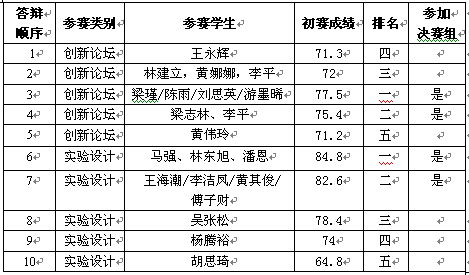 答辩顺序 参赛类别 参赛学生 初赛成绩 排名 参加决赛组
1 创新论坛 王永辉 71.3 四
2 创新论坛 林建立，黄娜娜，李平 72 三
3 创新论坛 梁瑾/陈雨/刘思英/游墨晞 77.5 一 是
4 创新论坛 梁志林、李平 75.4 二 是
5 创新论坛 黄伟玲 71.2 五
6 实验设计 马强、林东旭、潘恩 84.8 一 是
7 实验设计 王海潮/李洁凤/黄其俊/ 82.6 二 是
傅子财
8 实验设计 吴张松 78.4 三
9 实验设计 杨腾裕 74 四
10 实验设计 胡思琦 64.8 五